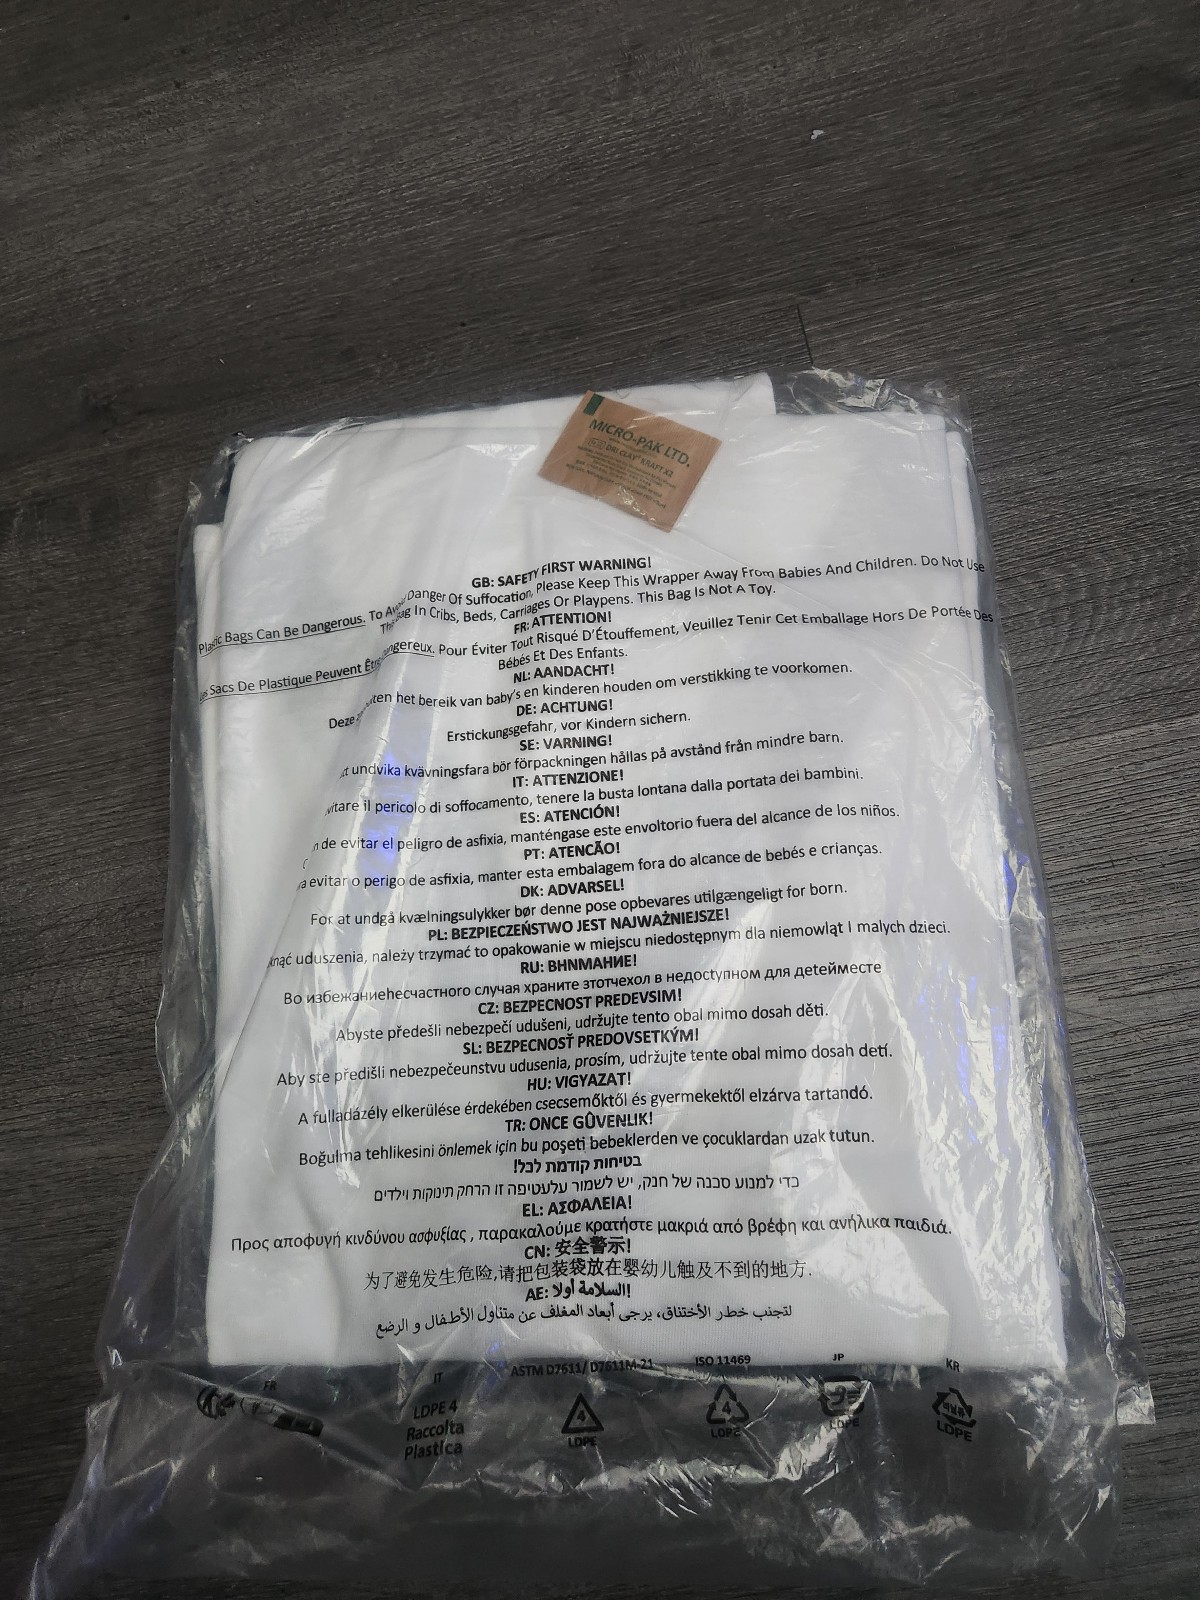 MICRO-PAK LTD.
DRI CLAY® KRAFT X2
GB: SAFETY FIRST WARNING!
Plastic Bags Can Be Dangerous. To Avoid Danger Of Suffocation, Please Keep This Wrapper Away From Babies And Children. Do Not Use
This Bag In Cribs, Beds, Carriages Or Playpens. This Bag Is Not A Toy.
FR: ATTENTION!
Les Sacs De Plastique Peuvent Être Dangereux. Pour Éviter Tout Risqué D'Étouffement, Veuillez Tenir Cet Emballage Hors De Portée Des
Bébés Et Des Enfants.
NL: AANDACHT!
Deze buiten het bereik van baby's en kinderen houden om verstikking te voorkomen.
DE: ACHTUNG!
Erstickungsgefahr, vor Kindern sichern.
SE: VARNING!
tt undvika kvävningsfara bör förpackningen hållas på avstånd från mindre barn.
IT: ATTENZIONE!
vitare il pericolo di soffocamento, tenere la busta lontana dalla portata dei bambini.
ES: ATENCIÓN!
n de evitar el peligro de asfixia, manténgase este envoltorio fuera del alcance de los niños.
PT: ATENCÃO!
ra evitar o perigo de asfixia, manter esta embalagem fora do alcance de bebés e crianças.
DK: ADVARSEL!
For at undgå kvælningsulykker bør denne pose opbevares utilgængeligt for born.
PL: BEZPIECZEŃSTWO JEST NAJWAŻNIEJSZE!
knąć uduszenia, należy trzymać to opakowanie w miejscu niedostępnym dla niemowląt I malych dzieci.
RU: ВНМАНИЕ!
Во избежаниеhесчастного случая храните зтотчехол в недоступном для детейместе
CZ: BEZPECNOST PREDEVSIM!
Abyste předešli nebezpečí udušeni, udržujte tento obal mimo dosah děti.
SL: BEZPECNOSŤ PREDOVSETKÝM!
Aby ste předišli nebezpečeunstvu udusenia, prosím, udržujte tente obal mimo dosah detí.
HU: VIGYAZAT!
A fulladázély elkerülése érdekében csecsemőktől és gyermekektől elzárva tartandó.
TR: ONCE GÛVENLIK!
Boğulma tehlikesini önlemek için bu poşeti bebeklerden ve çocuklardan uzak tutun.
בטיחות קודמת לכל!
כדי למנוע סכנה של חנק, יש לשמור עלעטיפה זו הרחק תינוקות וילדים
EL: ΑΣΦΑΛΕΙΑ!
Προς αποφυγή κινδύνου ασφυξίας , παρακαλούμε κρατήστε μακριά από βρέφη και ανήλικα παιδιά.
CN: 安全警示!
为了避免发生危险,请把包装袋放在婴幼儿触及不到的地方.
AE: السلامة أولا!
لتجنب خطر الأختناق، يرجى أبعاد المغلف عن متناول الأطفال و الرضع
FR
IT
LDPE 4
Raccolta
Plastica
ASTM D7611/ D7611M-21
4
LDPE
ISO 11469
4
LDPE
JP
LDPE
KR
LDPE